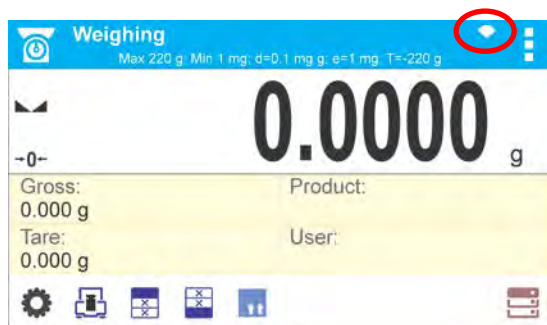 Weighing
Max 220 g: Min 1 mg: d=0.1 mg g: e=1 mg: T=-220 g
0.0000 g
→0←
Gross: Product:
0.000 g
Tare: User:
0.000 g